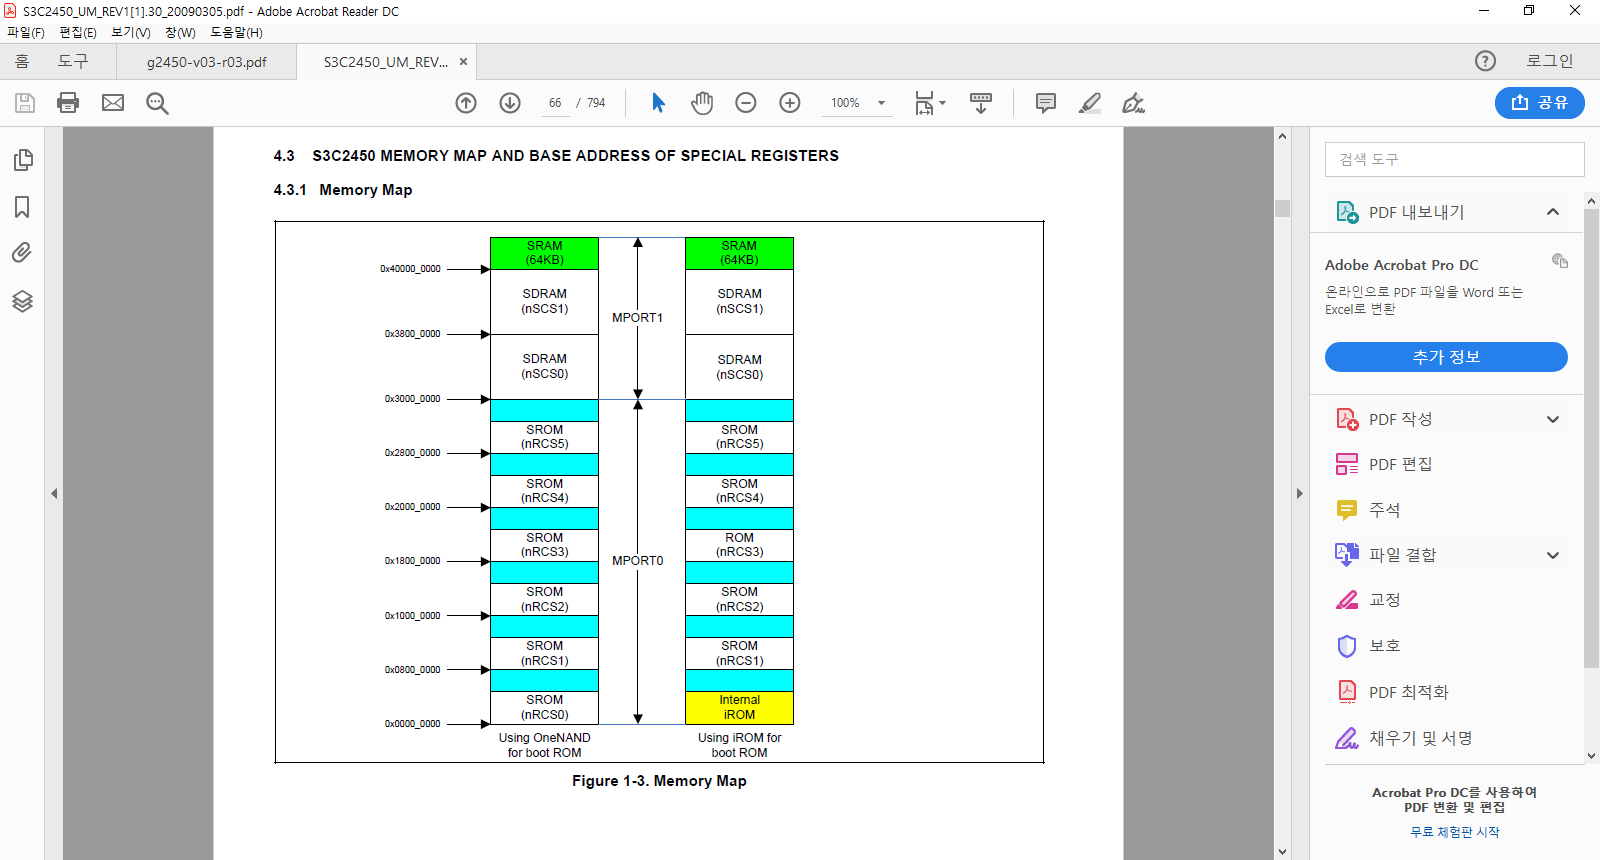 S3C2450_UM_REV1[1].30_20090305.pdf - Adobe Acrobat Reader DC
파일(F) 편집(E) 보기(V) 창(W) 도움말(H)
홈 도구 g2450-v03-r03.pdf S3C2450_UM_REV... × ? 로그인
66 / 794 100% 공유
4.3 S3C2450 MEMORY MAP AND BASE ADDRESS OF SPECIAL REGISTERS
4.3.1 Memory Map
SRAM SRAM
(64KB) (64KB)
0x40000_0000
SDRAM SDRAM
(nSCS1) (nSCS1)
MPORT1
0x3800_0000
SDRAM SDRAM
(nSCS0) (nSCS0)
0x3000_0000
SROM SROM
(nRCS5) (nRCS5)
0x2800_0000
SROM SROM
(nRCS4) (nRCS4)
0x2000_0000
SROM ROM
(nRCS3) (nRCS3)
0x1800_0000 MPORT0
SROM SROM
(nRCS2) (nRCS2)
0x1000_0000
SROM SROM
(nRCS1) (nRCS1)
0x0800_0000
SROM Internal
(nRCS0) iROM
0x0000_0000
Using OneNAND Using iROM for
for boot ROM boot ROM
Figure 1-3. Memory Map
검색 도구
PDF 내보내기
Adobe Acrobat Pro DC
온라인으로 PDF 파일을 Word 또는
Excel로 변환
추가 정보
PDF 작성
PDF 편집
주석
파일 결합
교정
보호
PDF 최적화
채우기 및 서명
Acrobat Pro DC를 사용하여
PDF 변환 및 편집
무료 체험판 시작